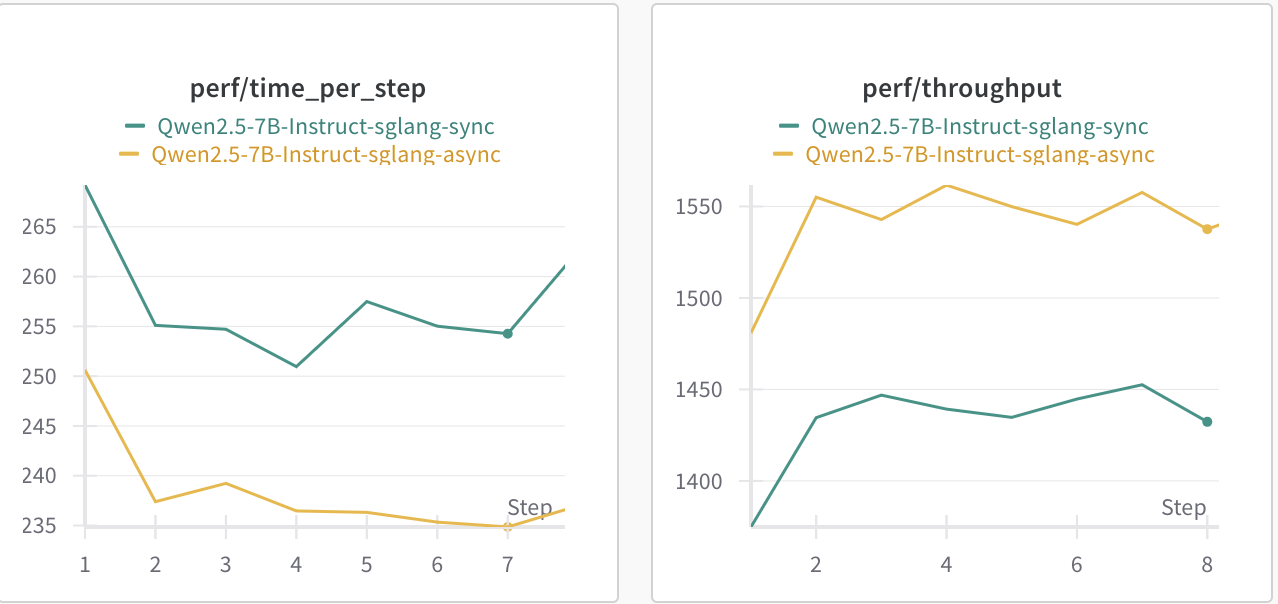 perf/time_per_step
Qwen2.5-7B-Instruct-sglang-sync
Qwen2.5-7B-Instruct-sglang-async
265
260
255
250
245
240
235
Step
1 2 3 4 5 6 7
perf/throughput
Qwen2.5-7B-Instruct-sglang-sync
Qwen2.5-7B-Instruct-sglang-async
1550
1500
1450
1400
Step
2 4 6 8